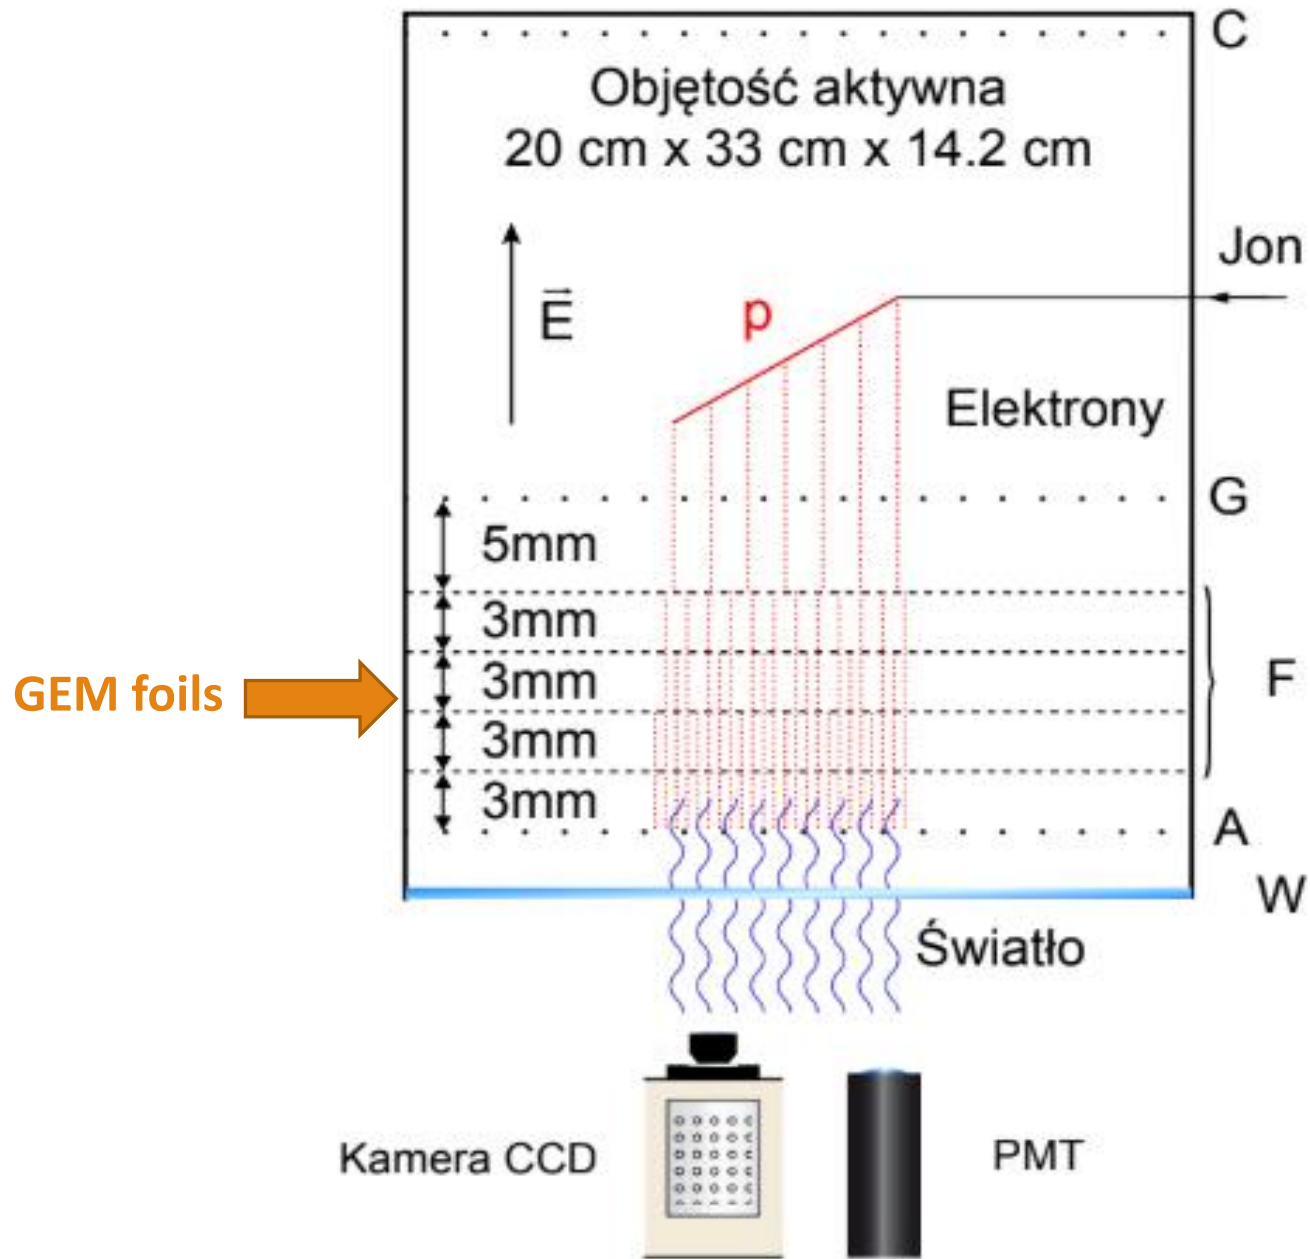 C
Objętość aktywna
20 cm x 33 cm x 14.2 cm
Jon
E
p
Elektrony
G
5mm
3mm
3mm
GEM foils
F
3mm
3mm
A
W
Światło
Kamera CCD
PMT